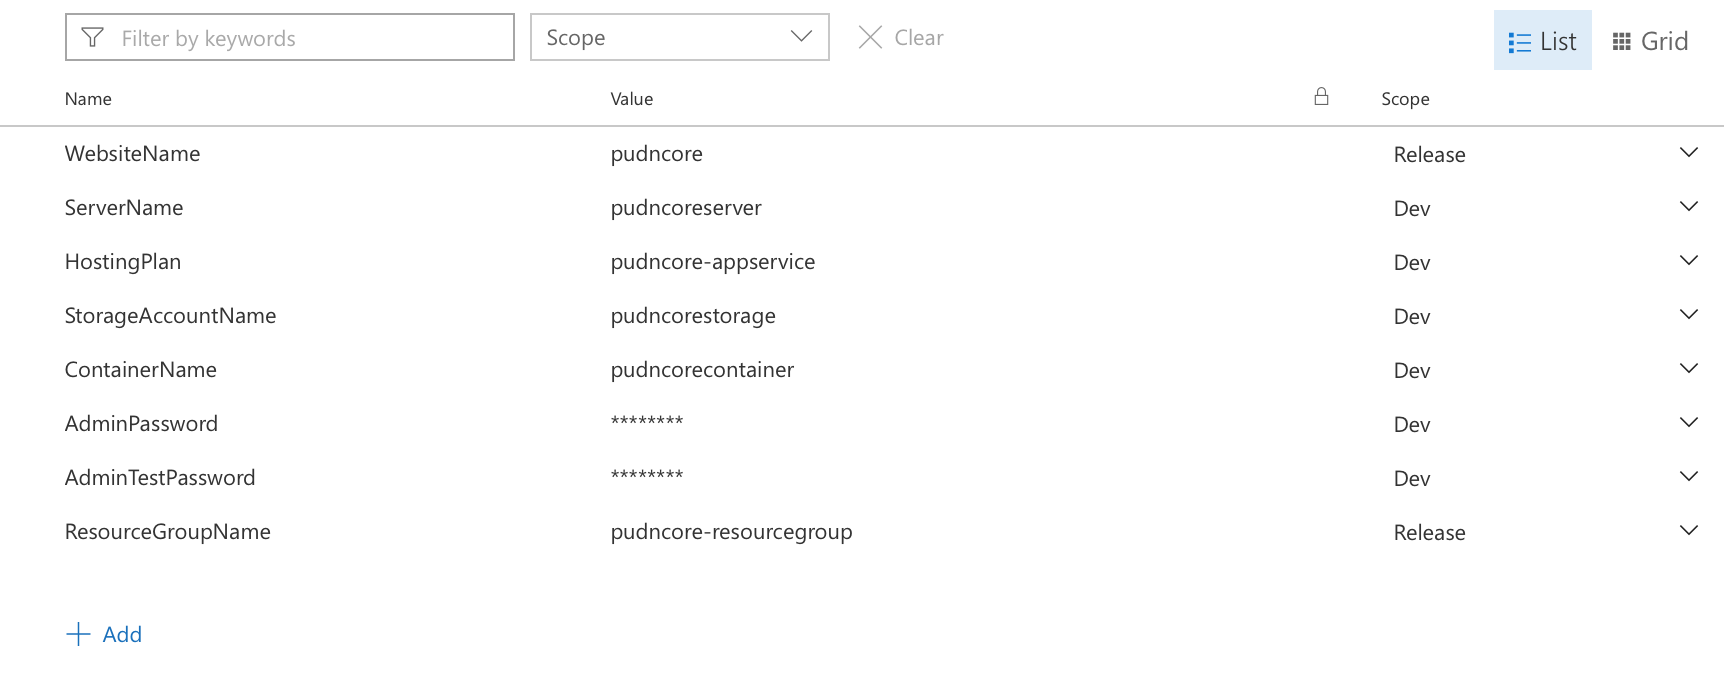 Filter by keywords Scope Clear List Grid
Name Value Scope
WebsiteName pudncore Release
ServerName pudncoreserver Dev
HostingPlan pudncore-appservice Dev
StorageAccountName pudncorestorage Dev
ContainerName pudncorecontainer Dev
AdminPassword ******** Dev
AdminTestPassword ******** Dev
ResourceGroupName pudncore-resourcegroup Release
Add